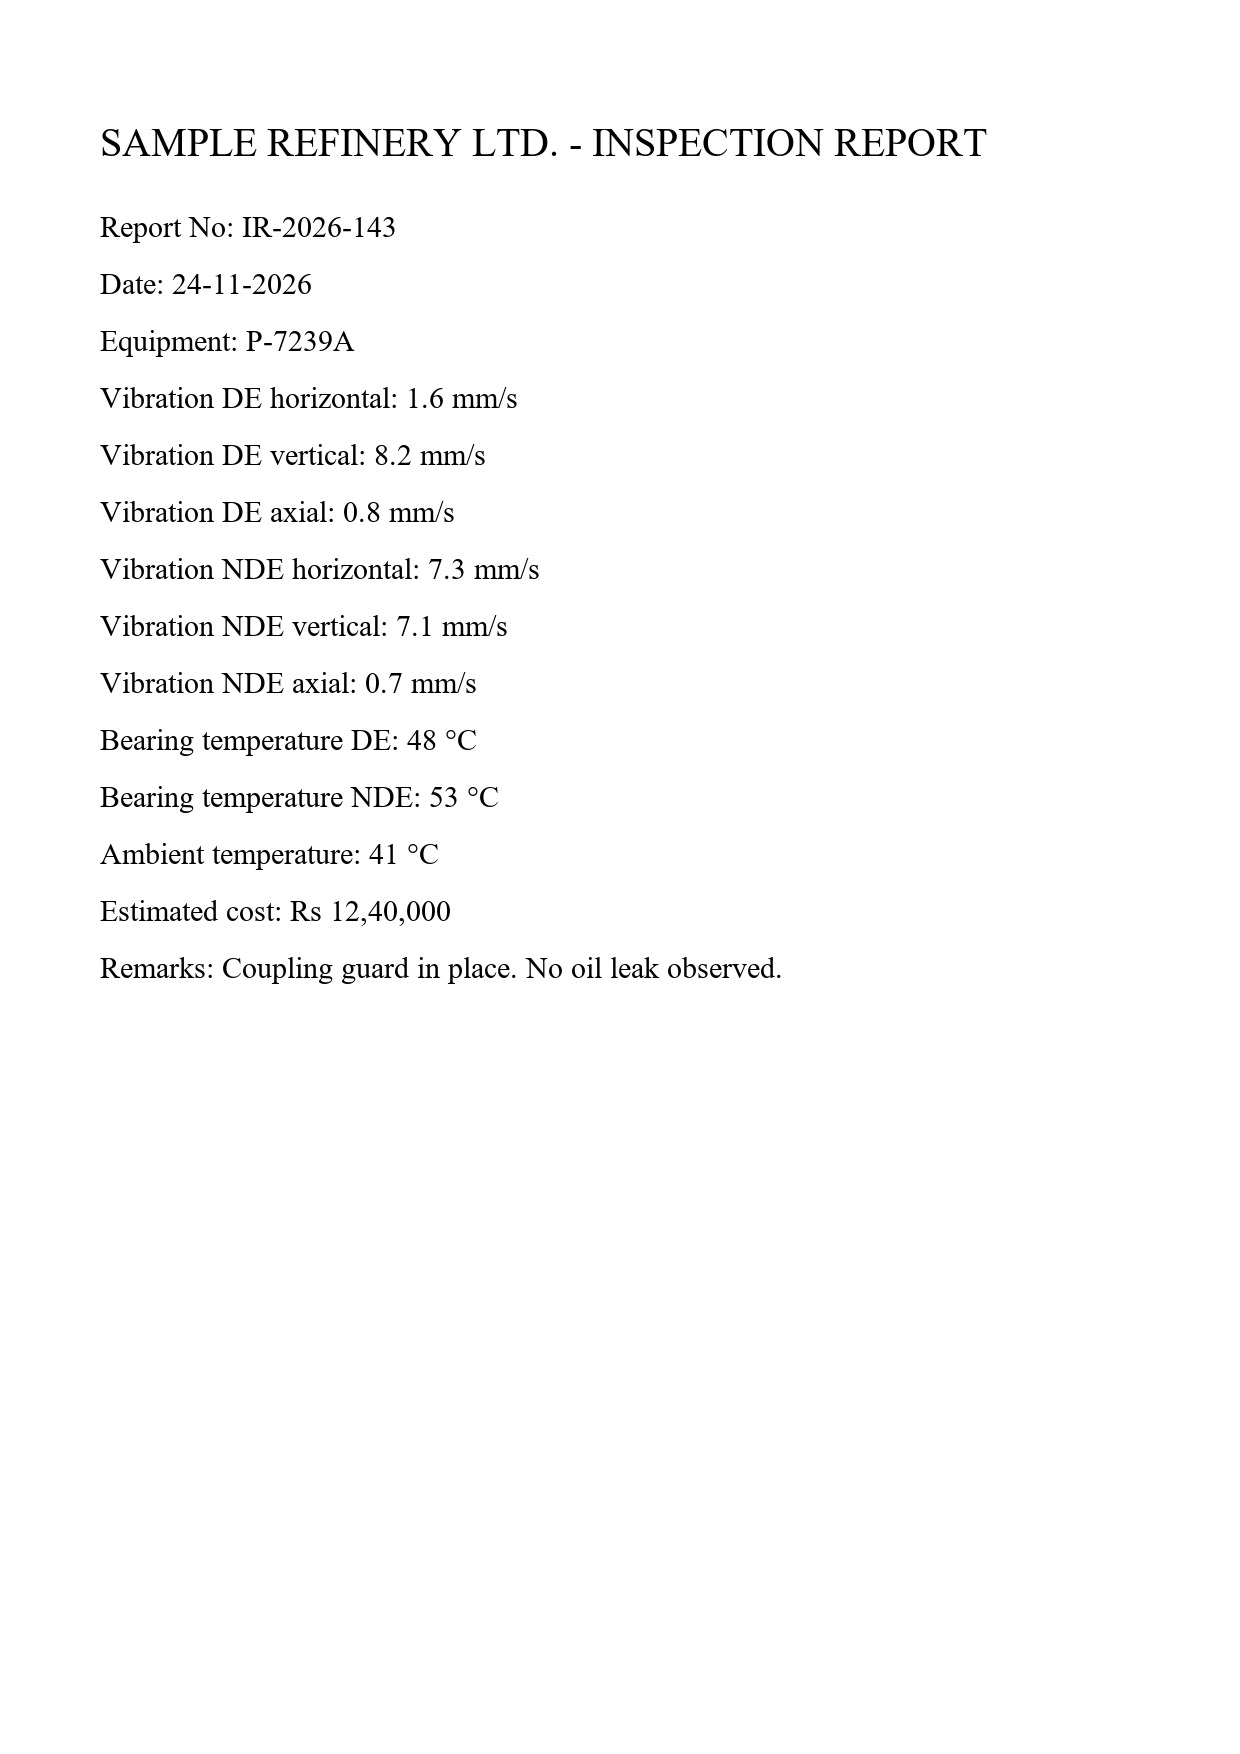 SAMPLE REFINERY LTD. - INSPECTION REPORT
Report No: IR-2026-143
Date: 24-11-2026
Equipment: P-7239A
Vibration DE horizontal: 1.6 mm/s
Vibration DE vertical: 8.2 mm/s
Vibration DE axial: 0.8 mm/s
Vibration NDE horizontal: 7.3 mm/s
Vibration NDE vertical: 7.1 mm/s
Vibration NDE axial: 0.7 mm/s
Bearing temperature DE: 48 °C
Bearing temperature NDE: 53 °C
Ambient temperature: 41 °C
Estimated cost: Rs 12,40,000
Remarks: Coupling guard in place. No oil leak observed.